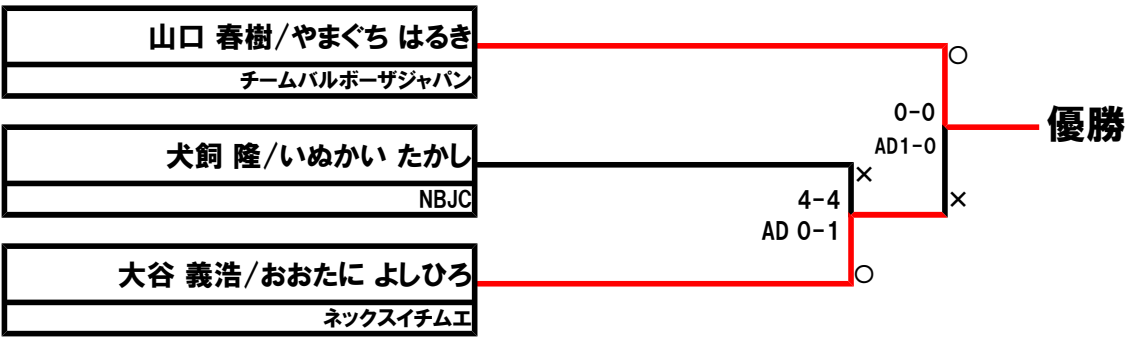 山口 春樹/やまぐち はるき
チームバルボーザジャパン
○
0-0
優勝
AD1-0
犬飼 隆/いぬかい たかし
×
NBJC
4-4
×
AD 0-1
大谷 義浩/おおたに よしひろ
○
ネックスイチムエ